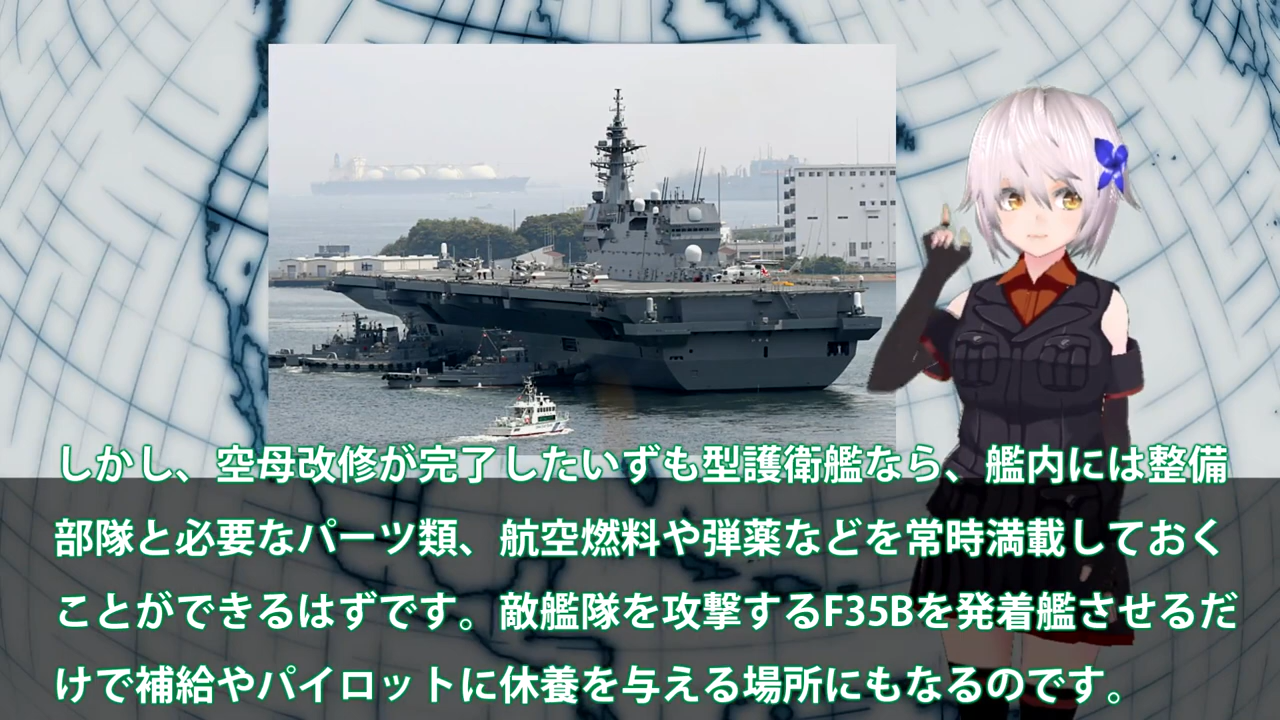 しかし、空母改修が完了したいずも型護衛艦なら、艦内には整備
部隊と必要なパーツ類、航空燃料や弾薬などを常時満載しておく
ことができるはずです。敵艦隊を攻撃するF35Bを発着艦させるだ
けで補給やパイロットに休養を与える場所にもなるのです。